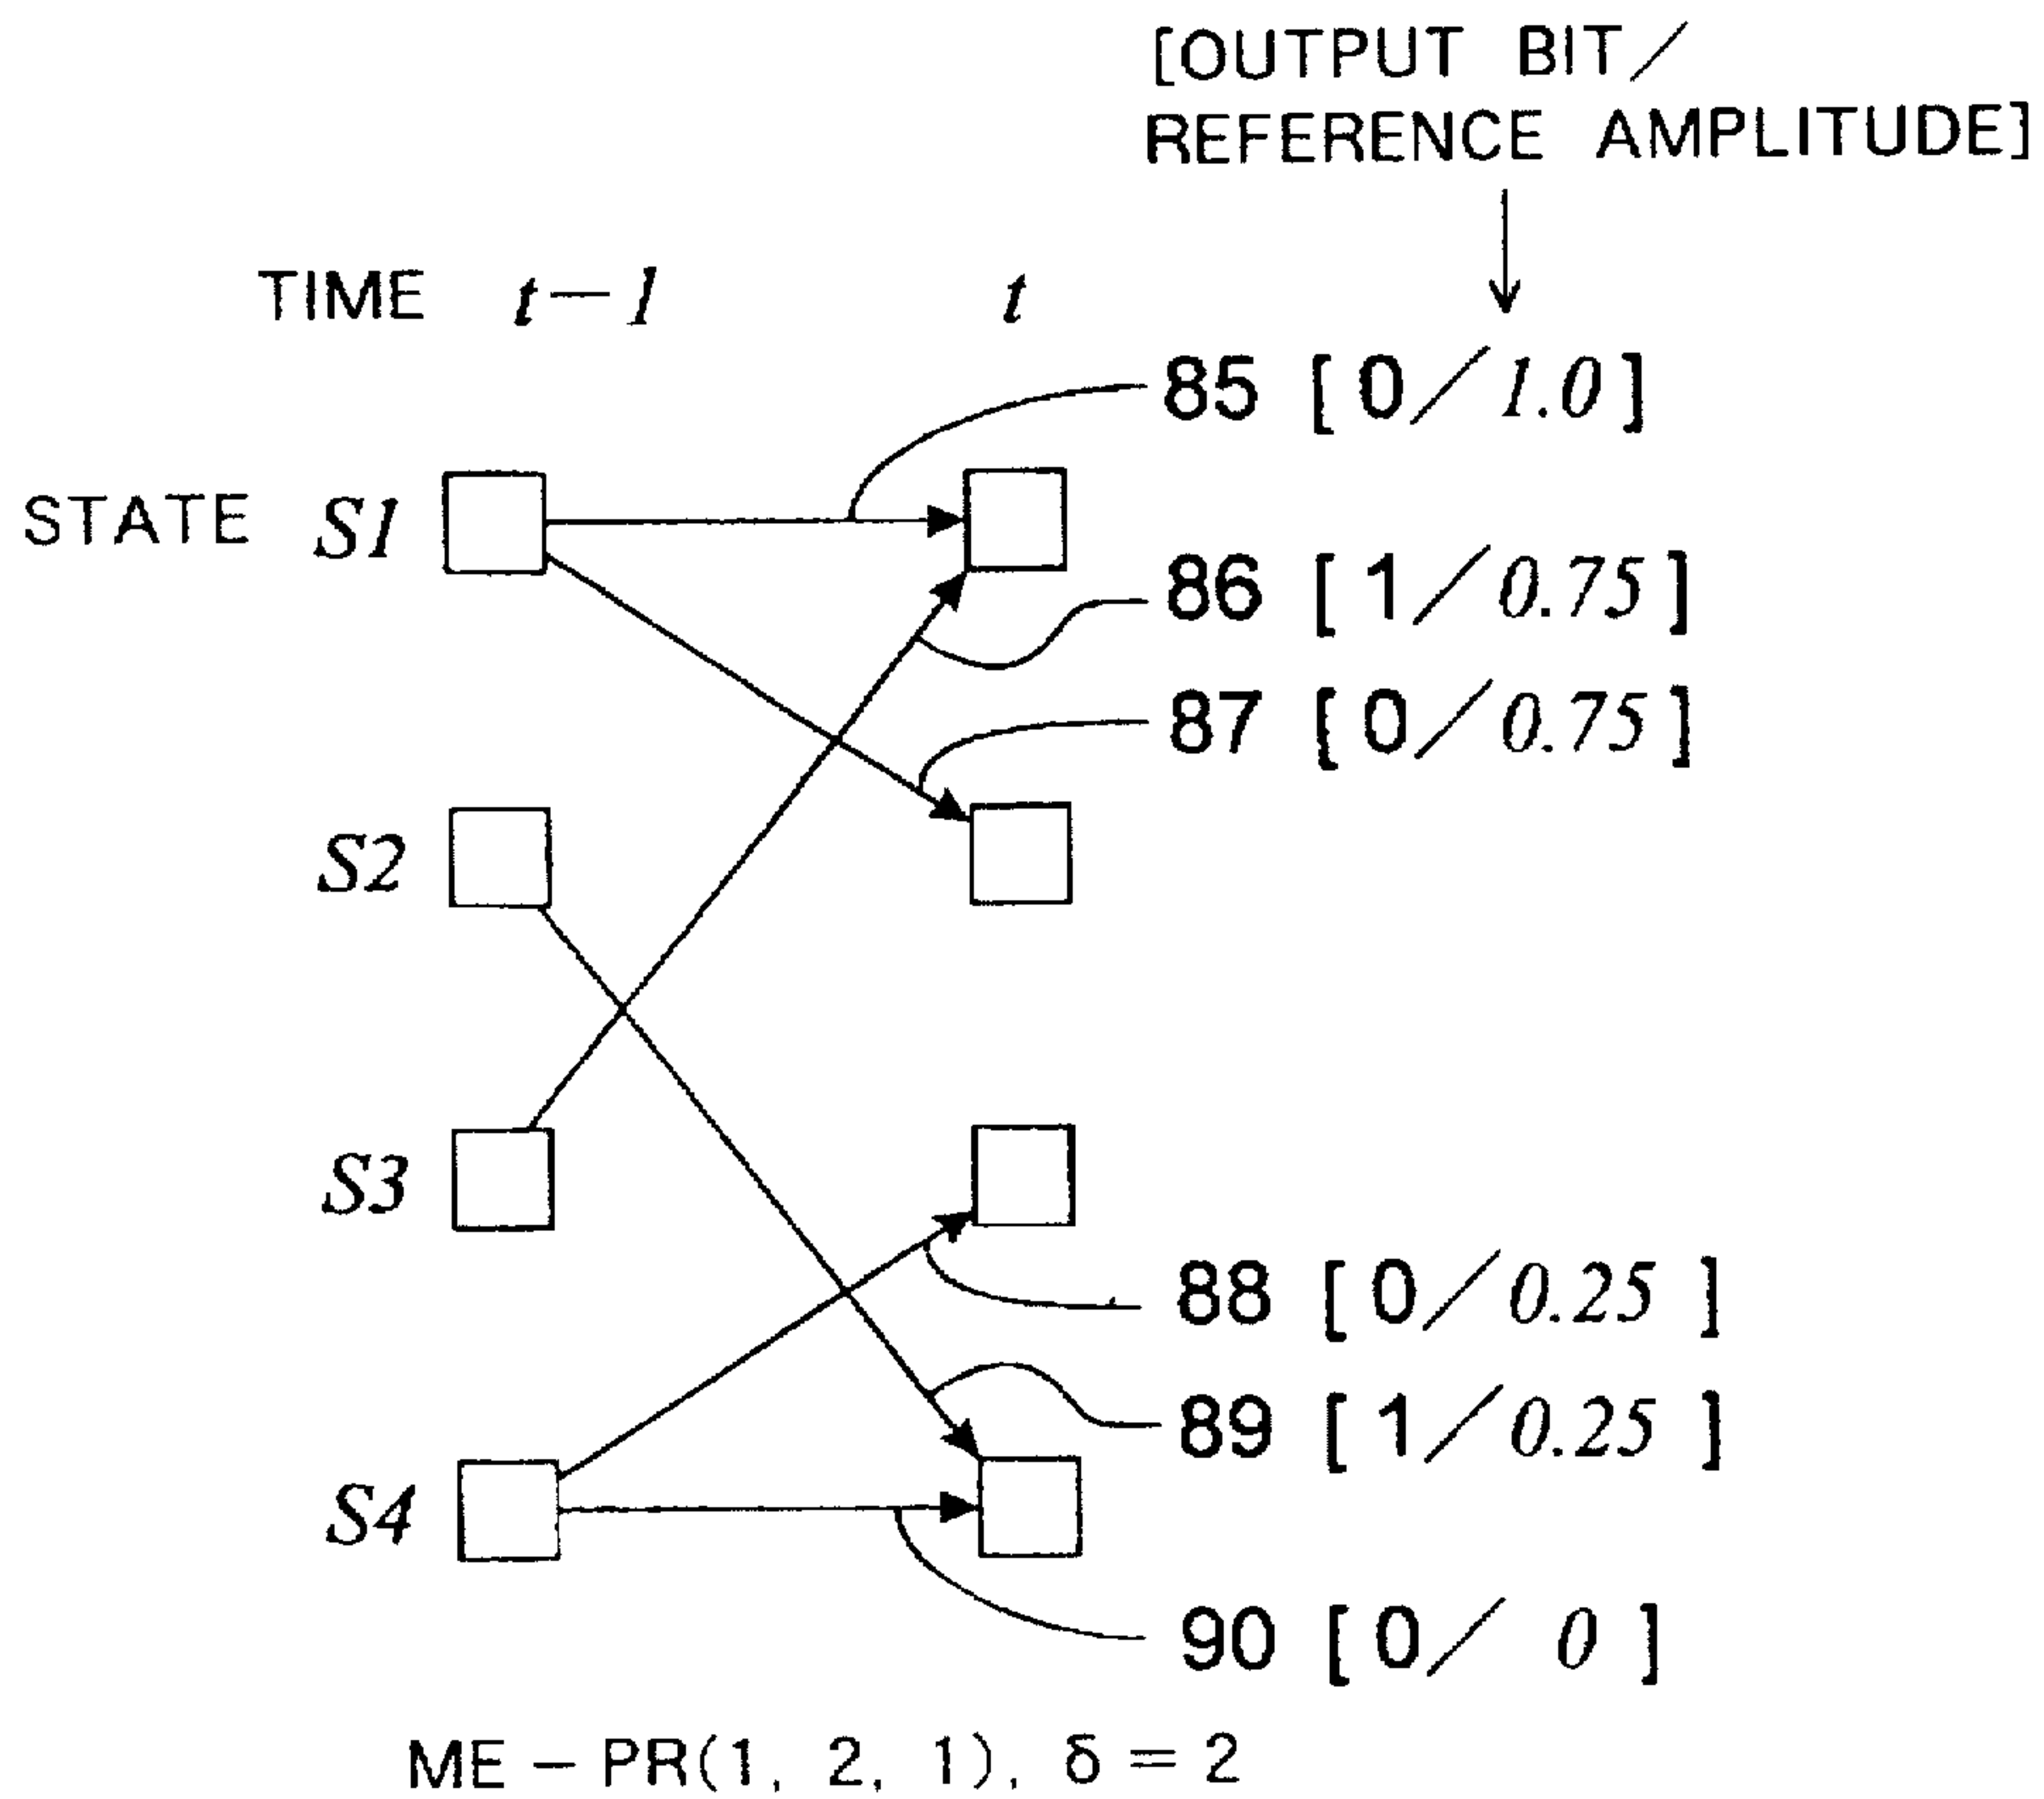 [OUTPUT BIT/
REFERENCE AMPLITUDE]
TIME t-1 t
85 [0/1.0]
STATE S1
86 [1/0.75]
87 [0/0.75]
S2
S3
88 [0/0.25]
89 [1/0.25]
S4
90 [0/ 0 ]
ME - PR(1, 2, 1), δ = 2